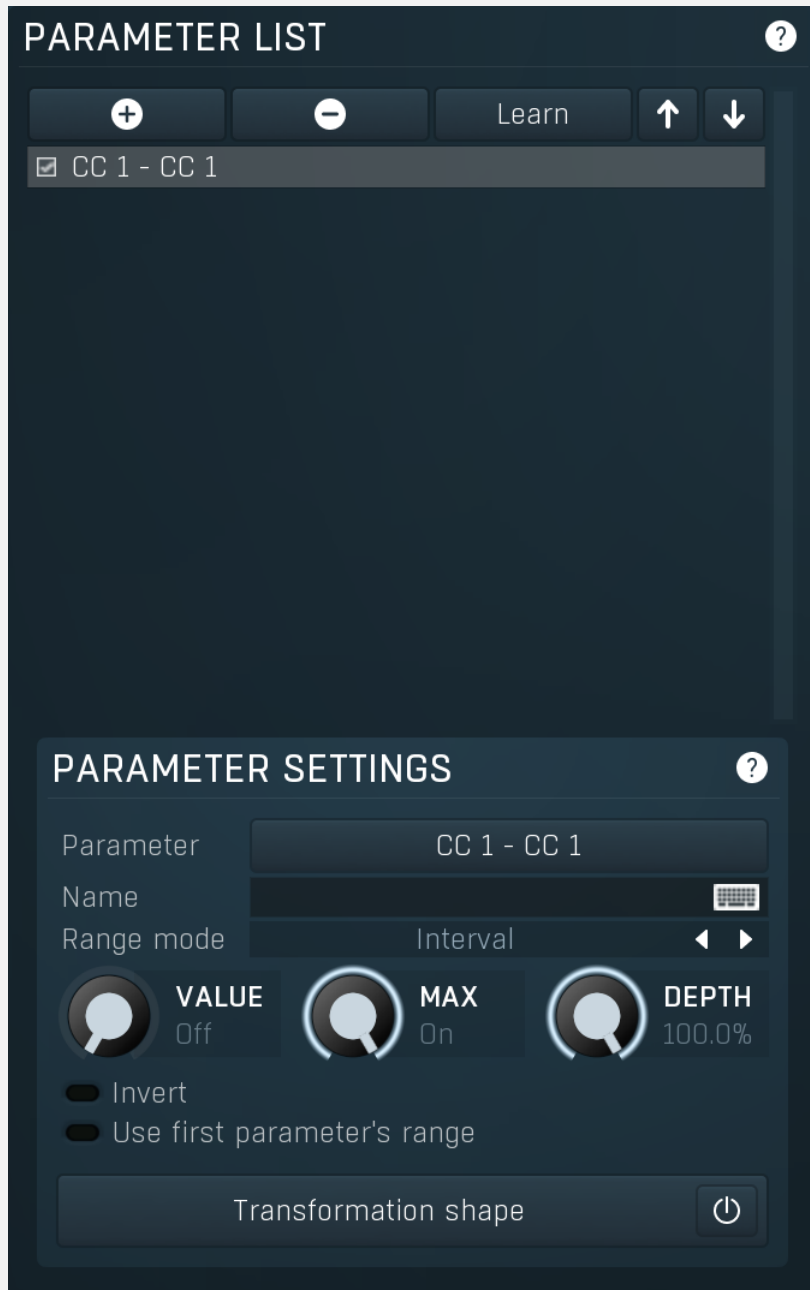 PARAMETER LIST ?
Learn
CC 1 - CC 1
PARAMETER SETTINGS ?
Parameter CC 1 - CC 1
Name
Range mode Interval
VALUE MAX DEPTH
Off On 100.0%
Invert
Use first parameter's range
Transformation shape